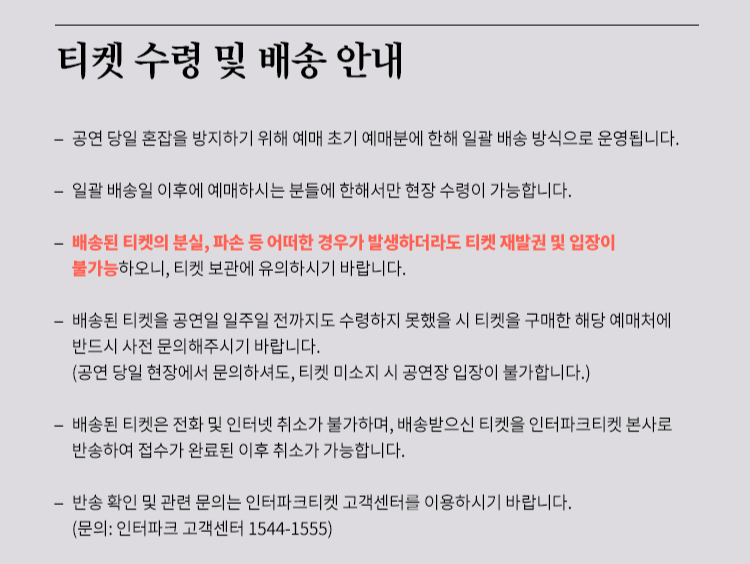 티켓 수령 및 배송 안내
– 공연 당일 혼잡을 방지하기 위해 예매 초기 예매분에 한해 일괄 배송 방식으로 운영됩니다.
– 일괄 배송일 이후에 예매하시는 분들에 한해서만 현장 수령이 가능합니다.
– 배송된 티켓의 분실, 파손 등 어떠한 경우가 발생하더라도 티켓 재발권 및 입장이
불가능하오니, 티켓 보관에 유의하시기 바랍니다.
– 배송된 티켓을 공연일 일주일 전까지도 수령하지 못했을 시 티켓을 구매한 해당 예매처에
반드시 사전 문의해주시기 바랍니다.
(공연 당일 현장에서 문의하셔도, 티켓 미소지 시 공연장 입장이 불가합니다.)
– 배송된 티켓은 전화 및 인터넷 취소가 불가하며, 배송받으신 티켓을 인터파크티켓 본사로
반송하여 접수가 완료된 이후 취소가 가능합니다.
– 반송 확인 및 관련 문의는 인터파크티켓 고객센터를 이용하시기 바랍니다.
(문의: 인터파크 고객센터 1544-1555)